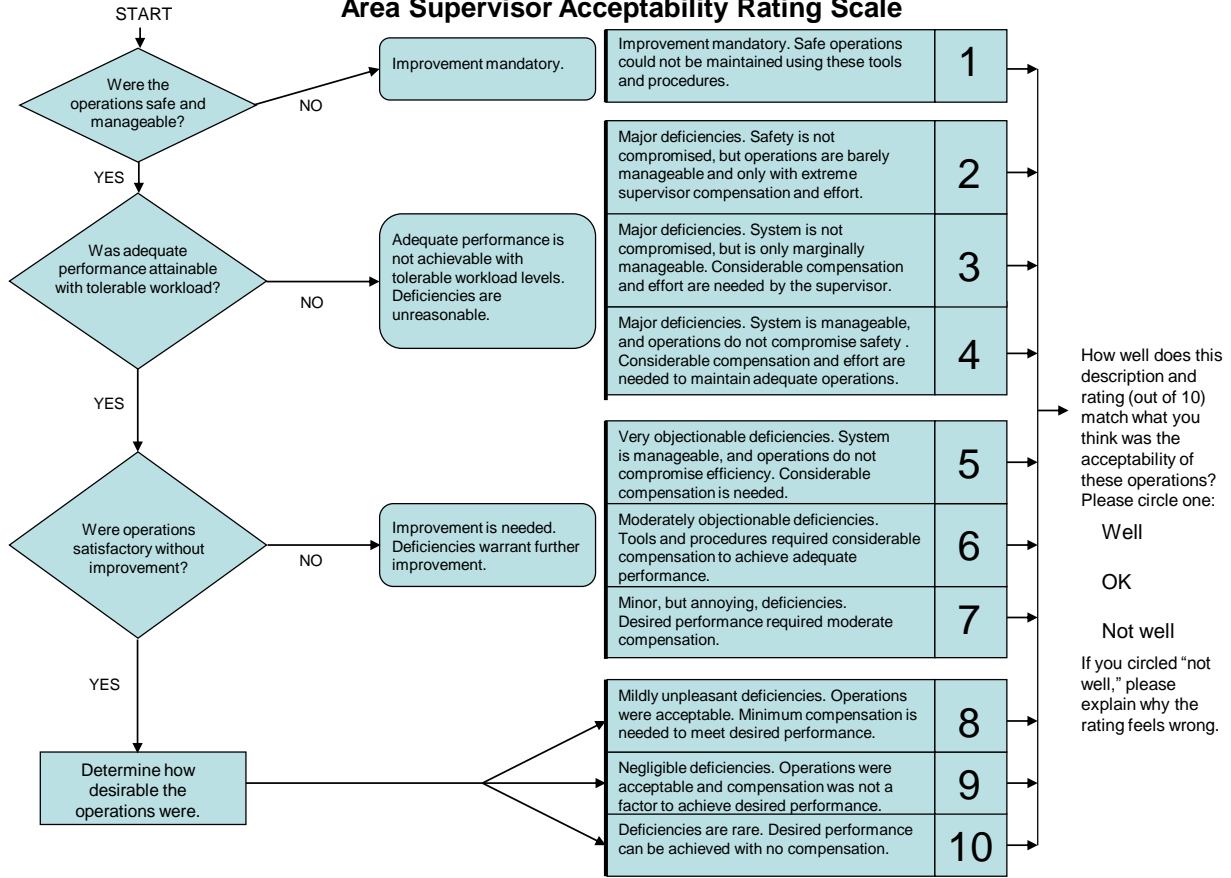 Area Supervisor Acceptability Rating Scale
START
Were the
operations safe and
manageable?
NO
Improvement mandatory.
Improvement mandatory. Safe operations
could not be maintained using these tools
and procedures.
1
YES
Was adequate
performance attainable
with tolerable workload?
NO
Adequate performance is
not achievable with
tolerable workload levels.
Deficiencies are
unreasonable.
Major deficiencies. Safety is not
compromised, but operations are barely
manageable and only with extreme
supervisor compensation and effort.
2
Major deficiencies. System is not
compromised, but is only marginally
manageable. Considerable compensation
and effort are needed by the supervisor.
3
Major deficiencies. System is manageable,
and operations do not compromise safety .
Considerable compensation and effort are
needed to maintain adequate operations.
4
YES
Were operations
satisfactory without
improvement?
NO
Improvement is needed.
Deficiencies warrant further
improvement.
Very objectionable deficiencies. System
is manageable, and operations do not
compromise efficiency. Considerable
compensation is needed.
5
Moderately objectionable deficiencies.
Tools and procedures required considerable
compensation to achieve adequate
performance.
6
Minor, but annoying, deficiencies.
Desired performance required moderate
compensation.
7
YES
Determine how
desirable the
operations were.
Mildly unpleasant deficiencies. Operations
were acceptable. Minimum compensation is
needed to meet desired performance.
8
Negligible deficiencies. Operations were
acceptable and compensation was not a
factor to achieve desired performance.
9
Deficiencies are rare. Desired performance
can be achieved with no compensation.
10
How well does this
description and
rating (out of 10)
match what you
think was the
acceptability of
these operations?
Please circle one:
Well
OK
Not well
If you circled “not
well,” please
explain why the
rating feels wrong.